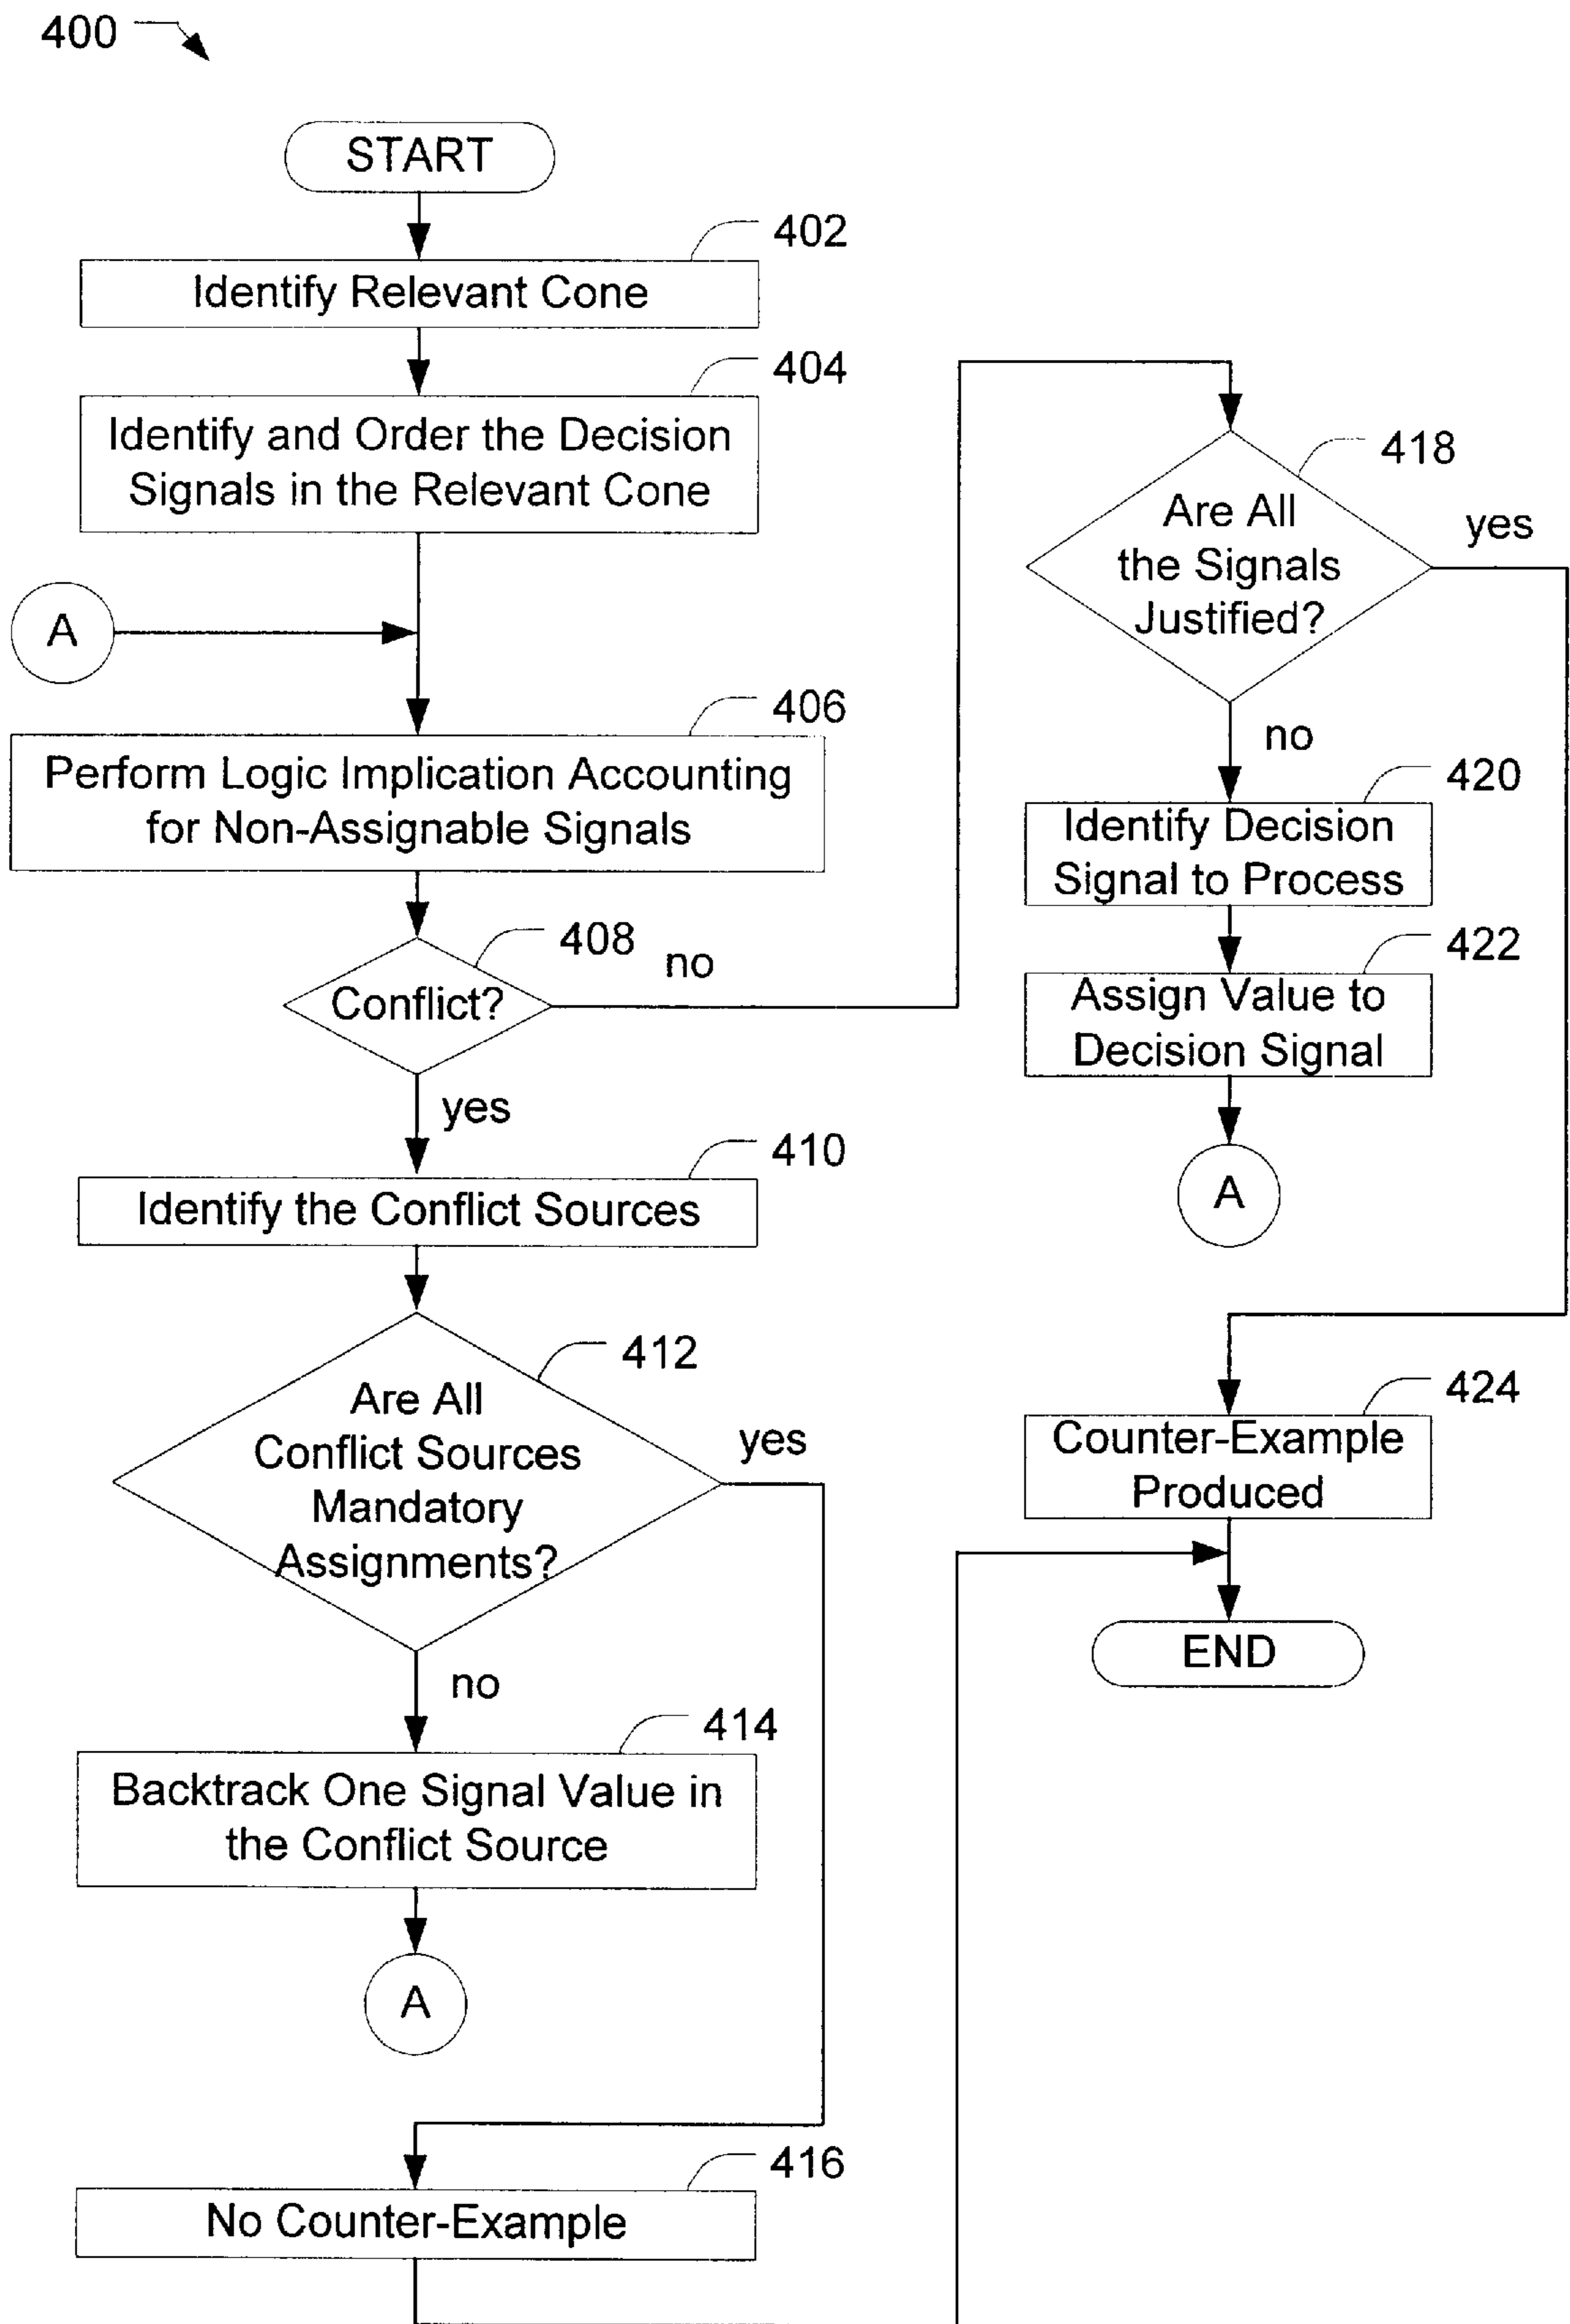 400
START
402
Identify Relevant Cone
404
Identify and Order the Decision
Signals in the Relevant Cone
A
406
Perform Logic Implication Accounting
for Non-Assignable Signals
408
no
Conflict?
yes
410
Identify the Conflict Sources
412
Are All
Conflict Sources
Mandatory
Assignments?
yes
no
414
Backtrack One Signal Value in
the Conflict Source
A
416
No Counter-Example
418
Are All
the Signals
Justified?
yes
no
420
Identify Decision
Signal to Process
422
Assign Value to
Decision Signal
A
424
Counter-Example
Produced
END